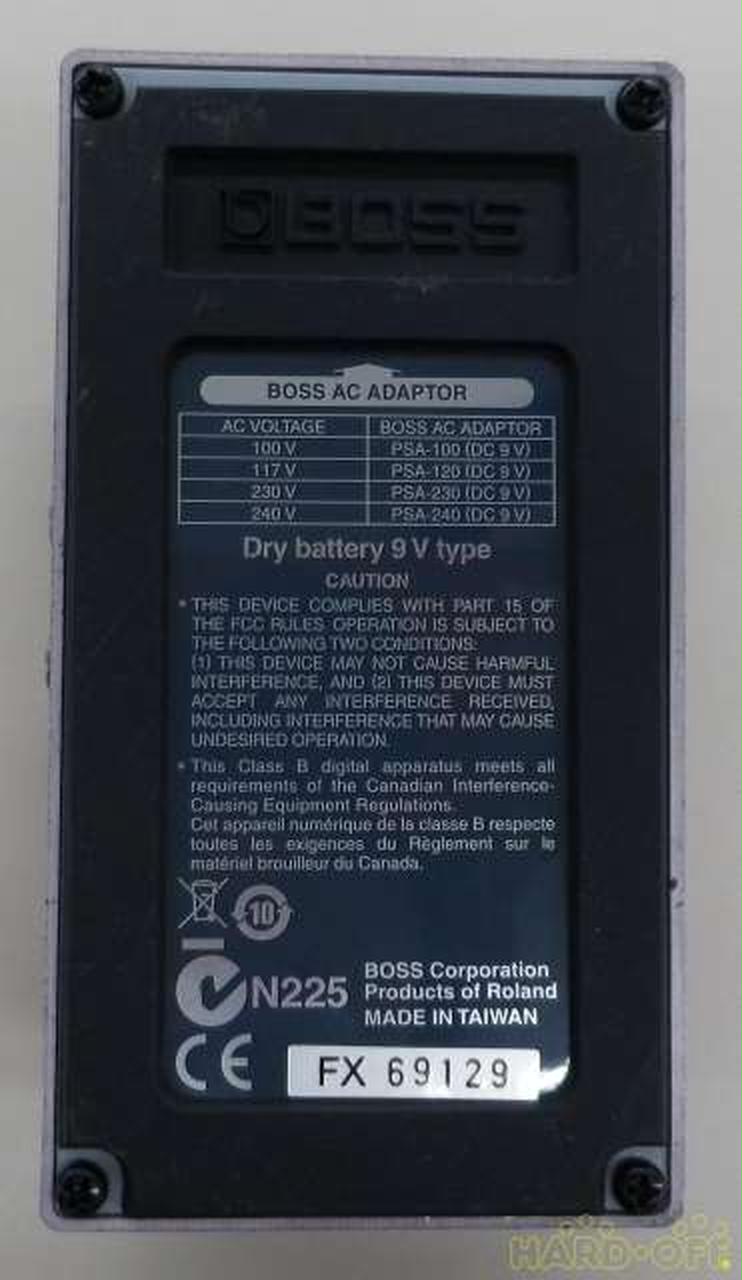 BOSS
BOSS AC ADAPTOR
AC VOLTAGE BOSS AC ADAPTOR
100 V PSA-100 (DC 9 V)
117 V PSA-120 (DC 9 V)
230 V PSA-230 (DC 9 V)
240 V PSA-240 (DC 9 V)
Dry battery 9 V type
CAUTION
* THIS DEVICE COMPLIES WITH PART 15 OF
THE FCC RULES. OPERATION IS SUBJECT TO
THE FOLLOWING TWO CONDITIONS:
(1) THIS DEVICE MAY NOT CAUSE HARMFUL
INTERFERENCE, AND (2) THIS DEVICE MUST
ACCEPT ANY INTERFERENCE RECEIVED,
INCLUDING INTERFERENCE THAT MAY CAUSE
UNDESIRED OPERATION.
* This Class B digital apparatus meets all
requirements of the Canadian Interference-
Causing Equipment Regulations.
Cet appareil numérique de la classe B respecte
toutes les exigences du Règlement sur le
matériel brouilleur du Canada.
10
N225
BOSS Corporation
Products of Roland
MADE IN TAIWAN
CE
FX 69129
HARD-OFF